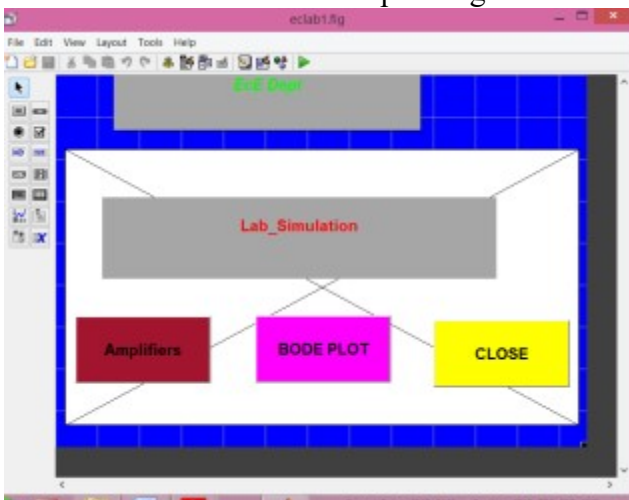 eclab1.fig
File Edit View Layout Tools Help
EcE Dept
Lab_Simulation
Amplifiers
BODE PLOT
CLOSE